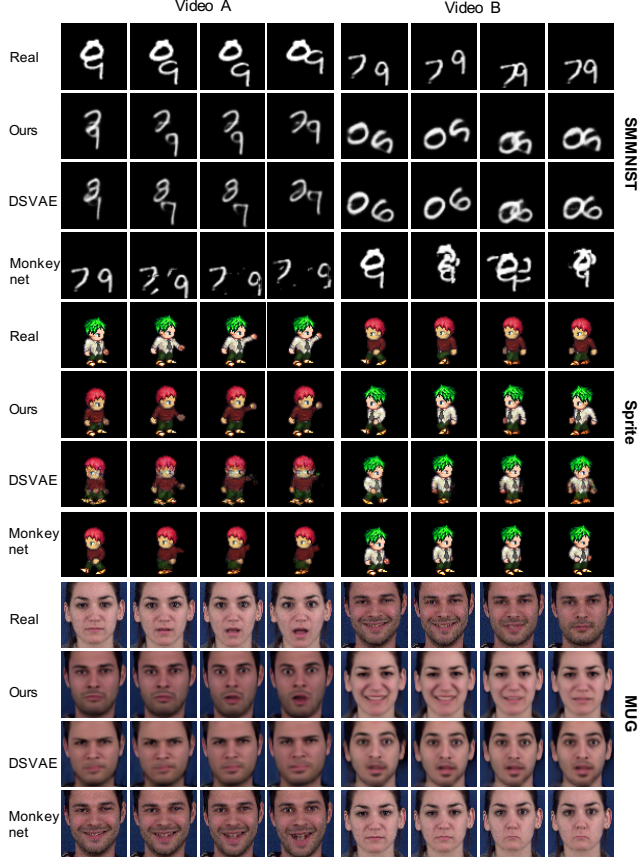 Video A Video B
Real
Ours
DSVAE
Monkey
net
SMMNIST
Real
Ours
DSVAE
Monkey
net
Sprite
Real
Ours
DSVAE
Monkey
net
MUG